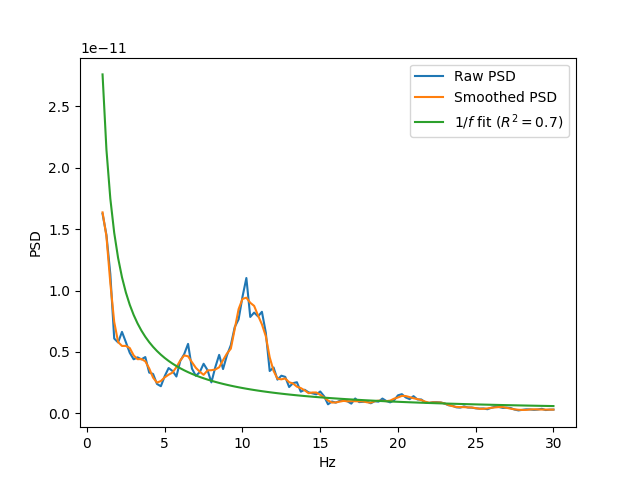 1e−11
Raw PSD
Smoothed PSD
1/f fit (R² = 0.7)
2.5
2.0
1.5
1.0
0.5
0.0
PSD
0 5 10 15 20 25 30
Hz